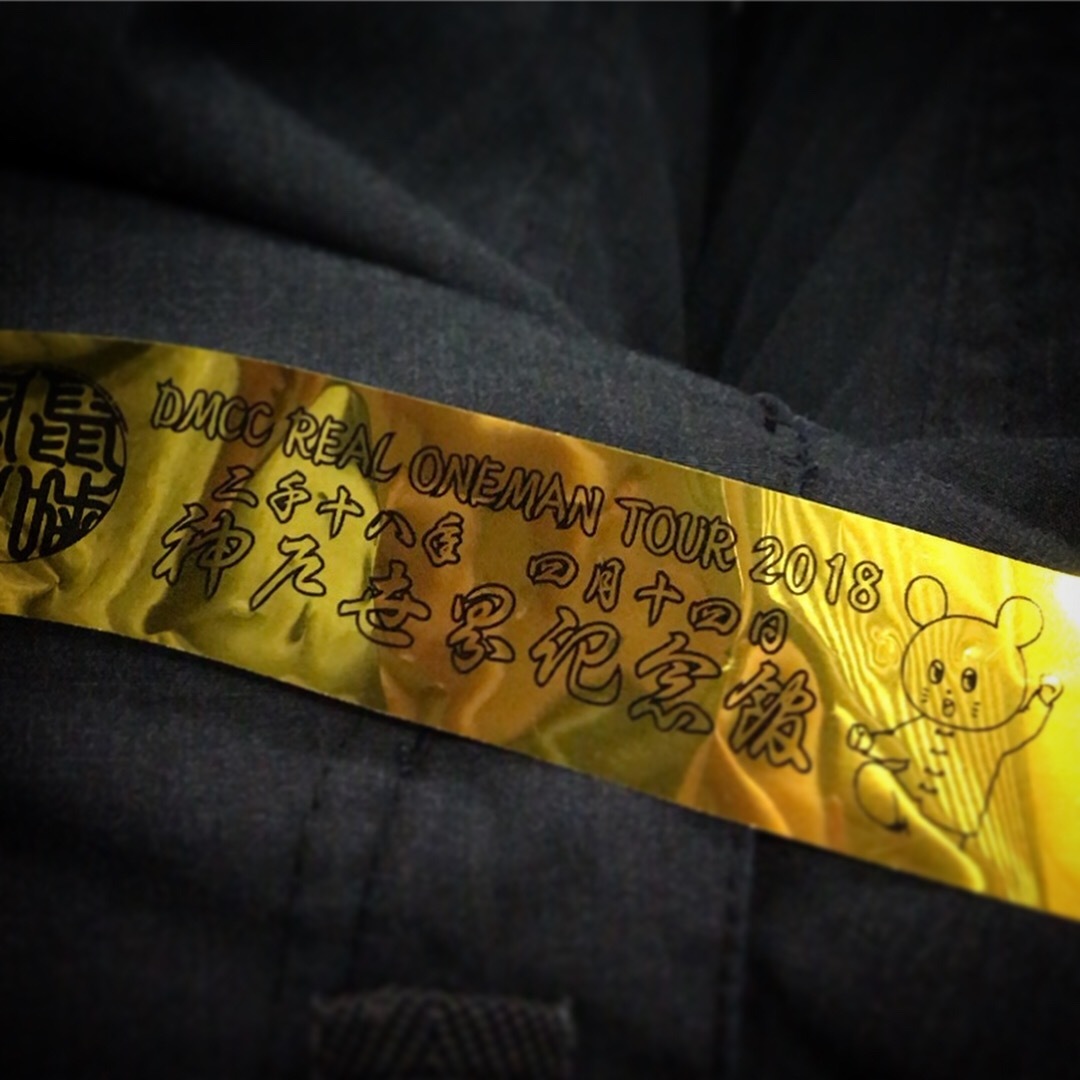 DMCC REAL ONEMAN TOUR 2018
二千十八年 四月十四日
神戸 世界記念館